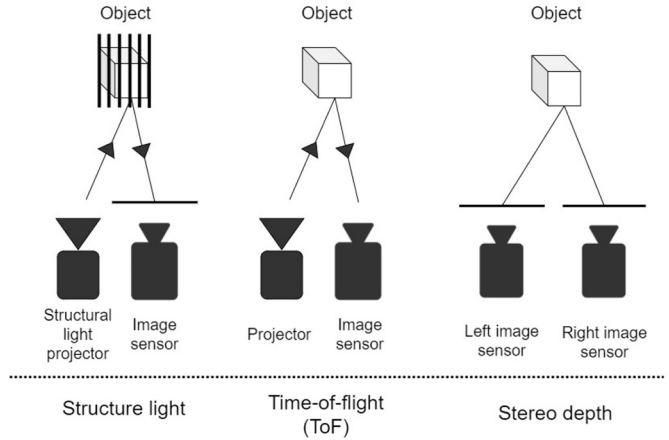 Object
Object
Object
Structural
light
projector
Image
sensor
Projector
Image
sensor
Left image
sensor
Right image
sensor
Structure light
Time-of-flight
(ToF)
Stereo depth